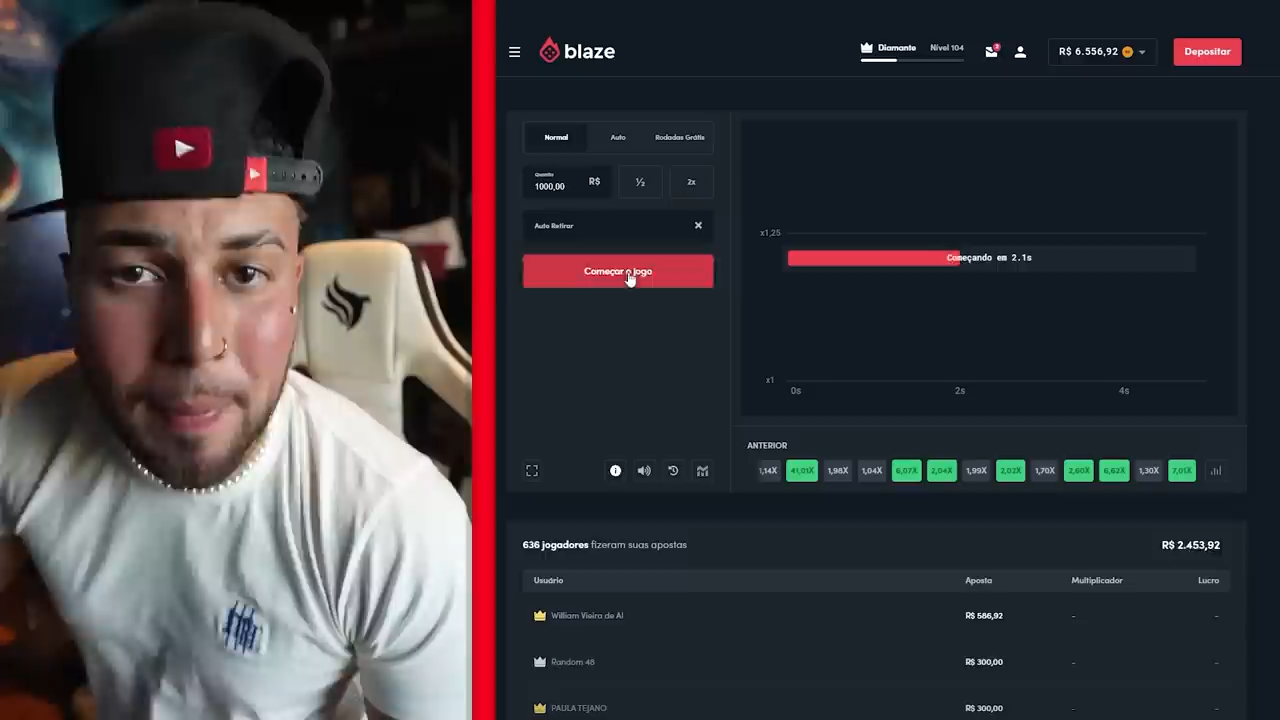 blaze
Diamante Nível 104
3
R$ 6.556,92
Depositar
Normal Auto Rodadas Grátis
Quantia
1000,00 R$ ½ 2x
Auto Retirar
Começar o jogo
x1,25
Começando em 2.1s
x1
0s 2s 4s
ANTERIOR
1,14X 41,01X 1,98X 1,04X 6,07X 2,04X 1,99X 2,02X 1,70X 2,60X 6,62X 1,30X 7,01X
636 jogadores fizeram suas apostas R$ 2.453,92
Usuário Aposta Multiplicador Lucro
William Vieira de Al R$ 586,92 - -
Random 48 R$ 300,00 - -
PAULA TEJANO R$ 300,00 - -